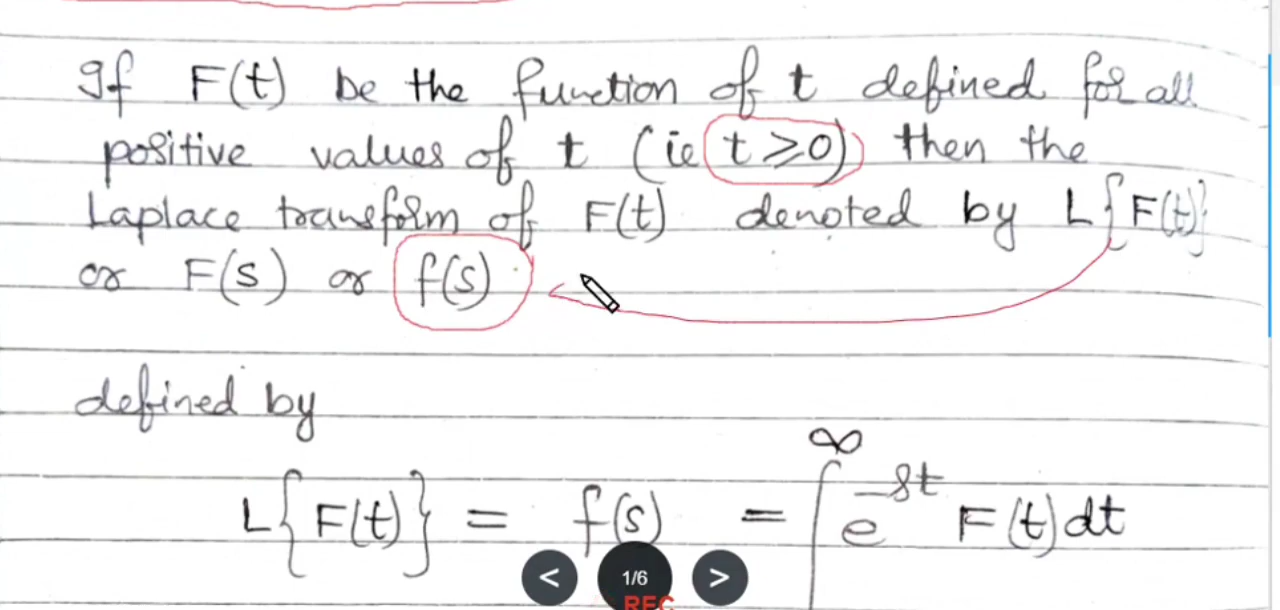 If F(t) be the function of t defined for all
positive values of t (ie t ≥ 0) then the
Laplace transform of F(t) denoted by L{F(t)}
or F(s) or f(s)
defined by
L{F(t)} = f(s) = ∫^∞ e^{-st} F(t) dt
< 1/6 >
REC